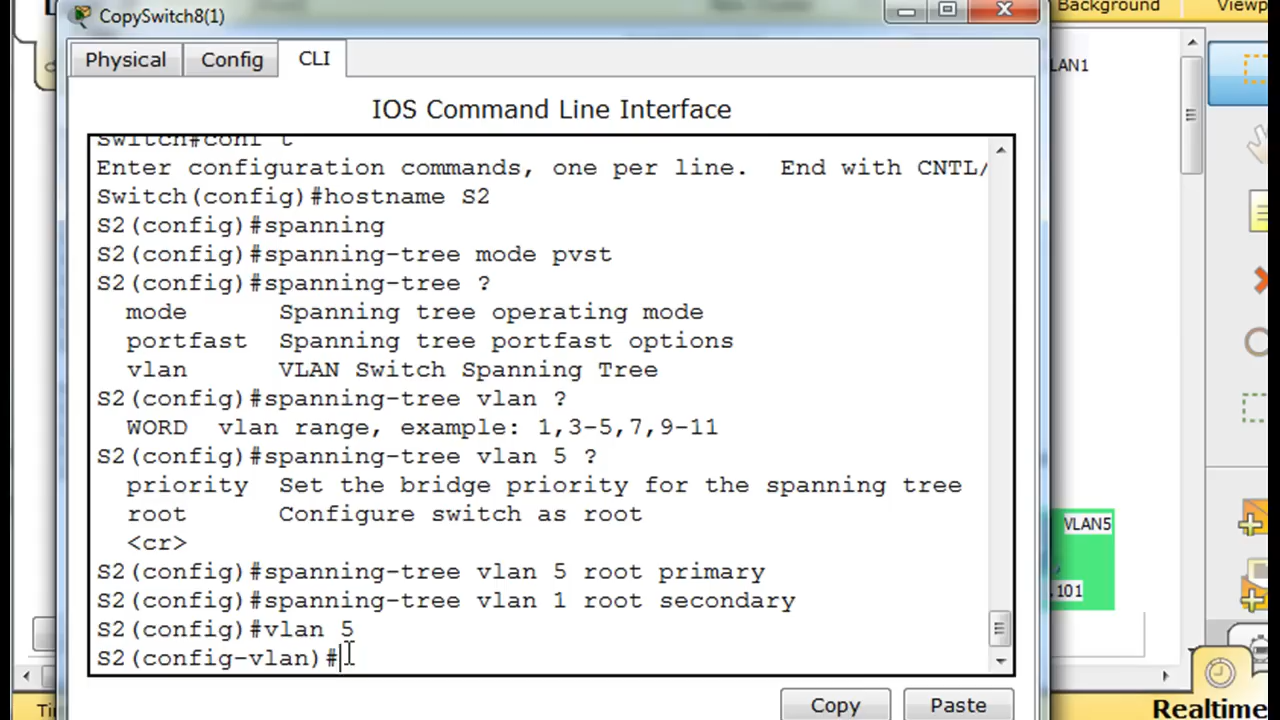 CopySwitch8(1)
Background
Viewp
Physical
Config
CLI
LAN1
IOS Command Line Interface
Switch#conf t
Enter configuration commands, one per line.  End with CNTL/
Switch(config)#hostname S2
S2(config)#spanning
S2(config)#spanning-tree mode pvst
S2(config)#spanning-tree ?
  mode      Spanning tree operating mode
  portfast  Spanning tree portfast options
  vlan      VLAN Switch Spanning Tree
S2(config)#spanning-tree vlan ?
  WORD  vlan range, example: 1,3-5,7,9-11
S2(config)#spanning-tree vlan 5 ?
  priority  Set the bridge priority for the spanning tree
  root      Configure switch as root
  <cr>
S2(config)#spanning-tree vlan 5 root primary
S2(config)#spanning-tree vlan 1 root secondary
S2(config)#vlan 5
S2(config-vlan)#
VLAN5
.101
Copy
Paste
Realtime